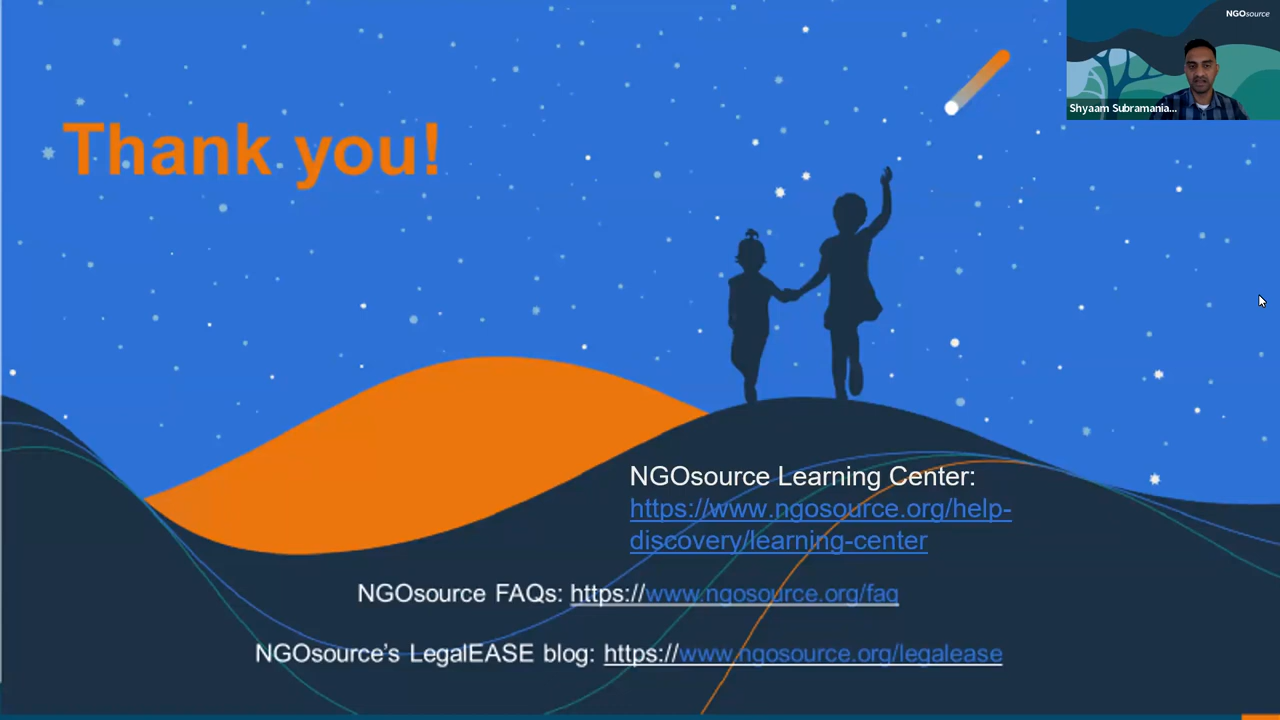 NGOsource
Shyaam Subramania...
Thank you!
NGOsource Learning Center:
https://www.ngosource.org/help-
discovery/learning-center
NGOsource FAQs: https://www.ngosource.org/faq
NGOsource’s LegalEASE blog: https://www.ngosource.org/legalease